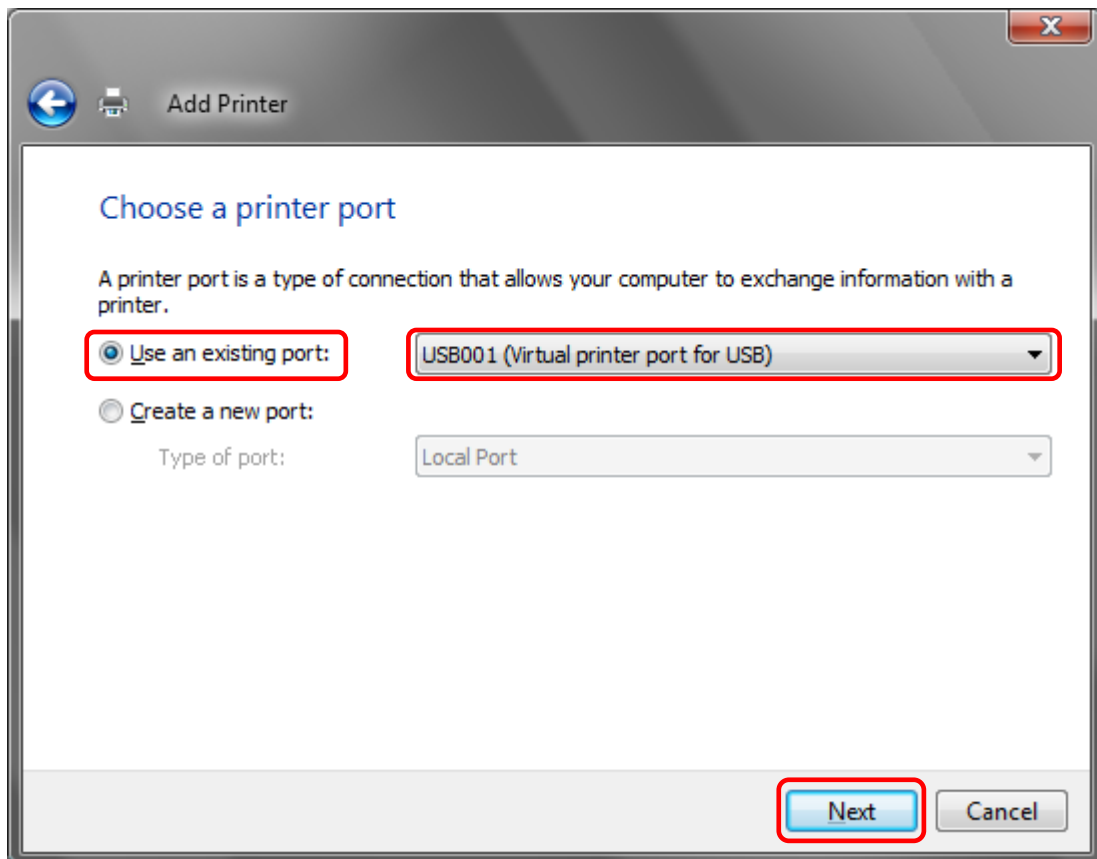 Add Printer
Choose a printer port
A printer port is a type of connection that allows your computer to exchange information with a
printer.
Use an existing port: USB001 (Virtual printer port for USB)
Create a new port:
Type of port: Local Port
Next Cancel